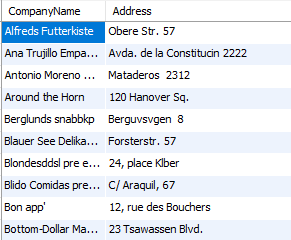 CompanyName Address
Alfreds Futterkiste Obere Str. 57
Ana Trujillo Empa... Avda. de la Constitucin 2222
Antonio Moreno ... Mataderos  2312
Around the Horn 120 Hanover Sq.
Berglunds snabbkp Berguvsvgen  8
Blauer See Delika... Forsterstr. 57
Blondesddsl pre e... 24, place Klber
Blido Comidas pre... C/ Araquil, 67
Bon app' 12, rue des Bouchers
Bottom-Dollar Ma... 23 Tsawassen Blvd.